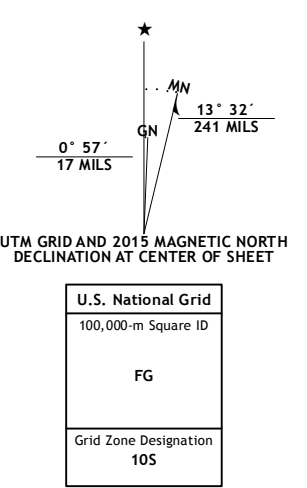 MN
13° 32´
241 MILS
GN
0° 57´
17 MILS
UTM GRID AND 2015 MAGNETIC NORTH
DECLINATION AT CENTER OF SHEET
U.S. National Grid
100,000-m Square ID
FG
Grid Zone Designation
10S